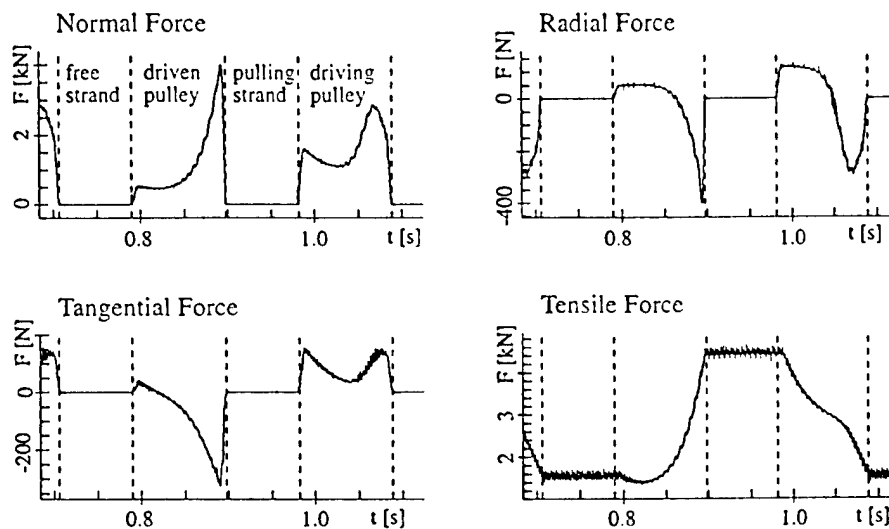 Normal Force
F [kN]
free strand
driven pulley
pulling strand
driving pulley
2
0
0.8
1.0
t [s]
Radial Force
F [N]
0
-400
0.8
1.0
t [s]
Tangential Force
F [N]
0
-200
0.8
1.0
t [s]
Tensile Force
F [kN]
3
2
0.8
1.0
t [s]